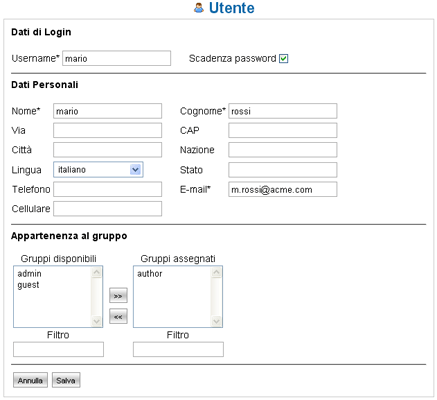 Utente
Dati di Login
Username* mario Scadenza password
Dati Personali
Nome* mario Cognome* rossi
Via CAP
Città Nazione
Lingua italiano Stato
Telefono E-mail* m.rossi@acme.com
Cellulare
Appartenenza al gruppo
Gruppi disponibili Gruppi assegnati
admin author
guest
>>
<<
Filtro Filtro
Annulla Salva